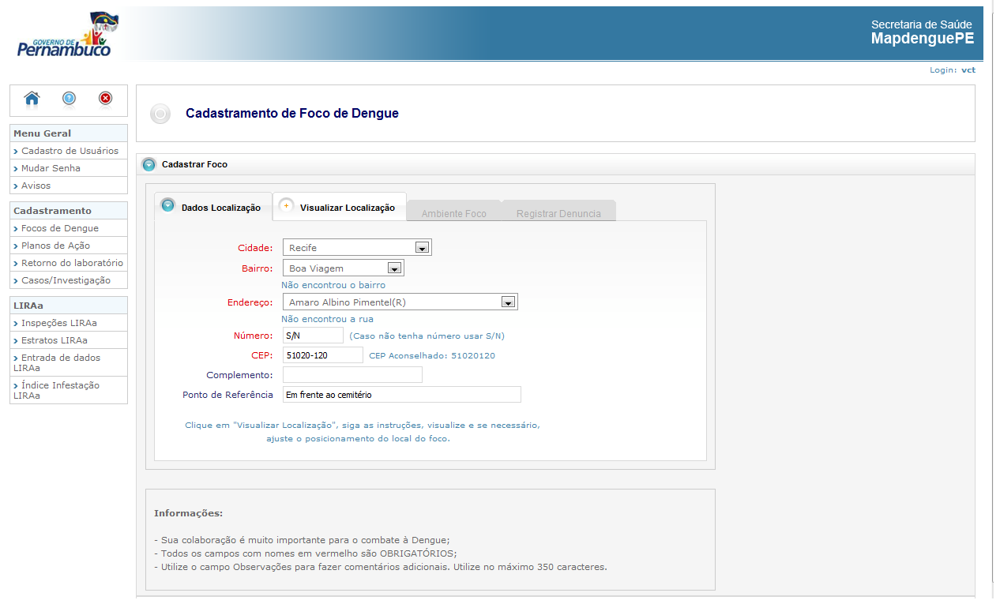 GOVERNO DE
Pernambuco
Secretaria de Saúde
MapdenguePE
Login: vct
Menu Geral
Cadastro de Usuários
Mudar Senha
Avisos
Cadastramento
Focos de Dengue
Planos de Ação
Retorno do laboratório
Casos/Investigação
LIRAa
Inspeções LIRAa
Estratos LIRAa
Entrada de dados
LIRAa
Índice Infestação
LIRAa
Cadastramento de Foco de Dengue
Cadastrar Foco
Dados Localização Visualizar Localização Ambiente Foco Registrar Denuncia
Cidade: Recife
Bairro: Boa Viagem
Não encontrou o bairro
Endereço: Amaro Albino Pimentel(R)
Não encontrou a rua
Número: S/N (Caso não tenha número usar S/N)
CEP: 51020-120 CEP Aconselhado: 51020120
Complemento:
Ponto de Referência Em frente ao cemitério
Clique em "Visualizar Localização", siga as instruções, visualize e se necessário,
ajuste o posicionamento do local do foco.
Informações:
- Sua colaboração é muito importante para o combate à Dengue;
- Todos os campos com nomes em vermelho são OBRIGATÓRIOS;
- Utilize o campo Observações para fazer comentários adicionais. Utilize no máximo 350 caracteres.